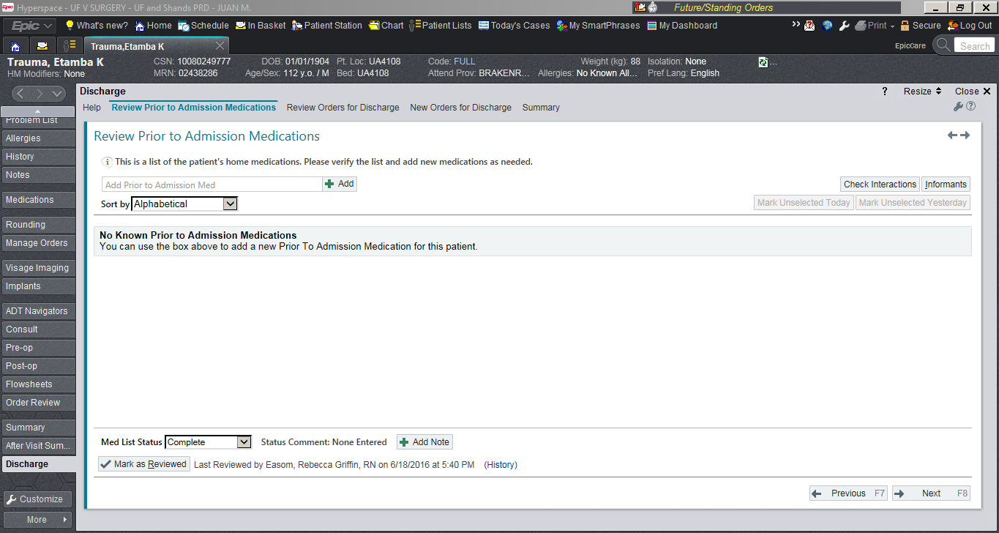 Epic Hyperspace - UF V SURGERY - UF and Shands PRD - JUAN M.
Future/Standing Orders
Epic What's new? Home Schedule In Basket Patient Station Chart Patient Lists Today's Cases My SmartPhrases My Dashboard » Print Secure Log Out
Trauma,Etamba K
EpicCare Search
Trauma, Etamba K CSN: 10080249777 DOB: 01/01/1904 Pt. Loc: UA4108 Code: FULL Weight (kg): 88 Isolation: None ...
HM Modifiers: None MRN: 02438286 Age/Sex: 112 y.o. / M Bed: UA4108 Attend Prov: BRAKENR... Allergies: No Known All... Pref Lang: English
Discharge ? Resize Close
Help Review Prior to Admission Medications Review Orders for Discharge New Orders for Discharge Summary
Problem List
Allergies
History
Notes
Medications
Rounding
Manage Orders
Visage Imaging
Implants
ADT Navigators
Consult
Pre-op
Post-op
Flowsheets
Order Review
Summary
After Visit Sum...
Discharge
Customize
More
Review Prior to Admission Medications
This is a list of the patient's home medications. Please verify the list and add new medications as needed.
Add Prior to Admission Med Add Check Interactions Informants
Sort by Alphabetical Mark Unselected Today Mark Unselected Yesterday
No Known Prior to Admission Medications
You can use the box above to add a new Prior To Admission Medication for this patient.
Med List Status Complete Status Comment: None Entered Add Note
Mark as Reviewed Last Reviewed by Easom, Rebecca Griffin, RN on 6/18/2016 at 5:40 PM (History)
Previous F7 Next F8